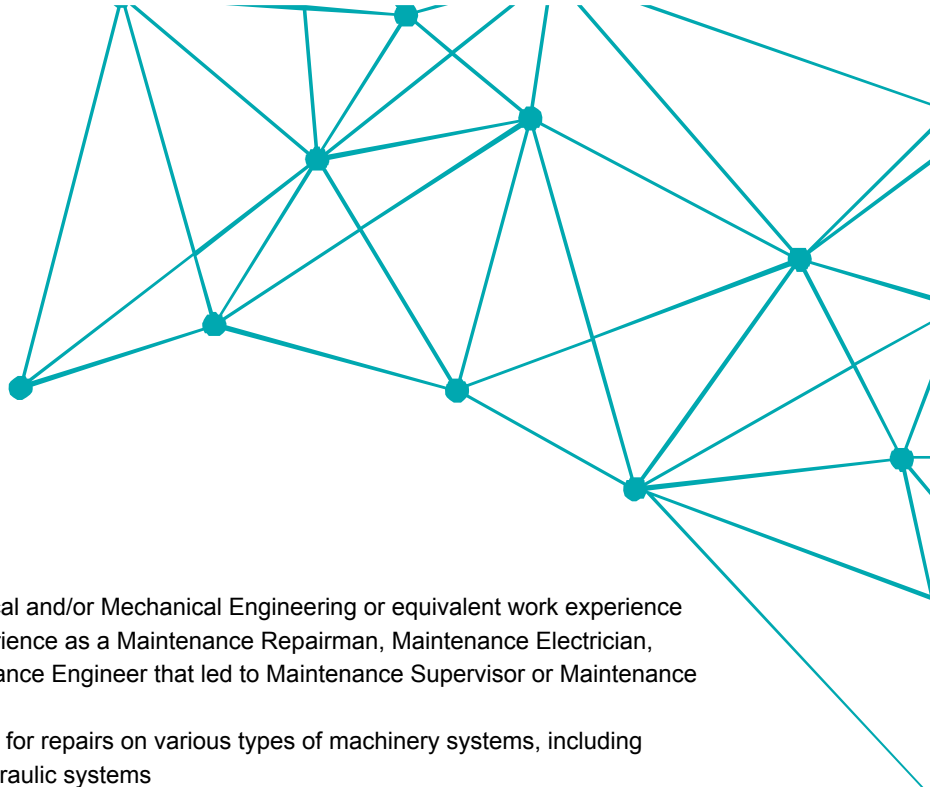 cal and/or Mechanical Engineering or equivalent work experience
rience as a Maintenance Repairman, Maintenance Electrician,
ance Engineer that led to Maintenance Supervisor or Maintenance
for repairs on various types of machinery systems, including
raulic systems